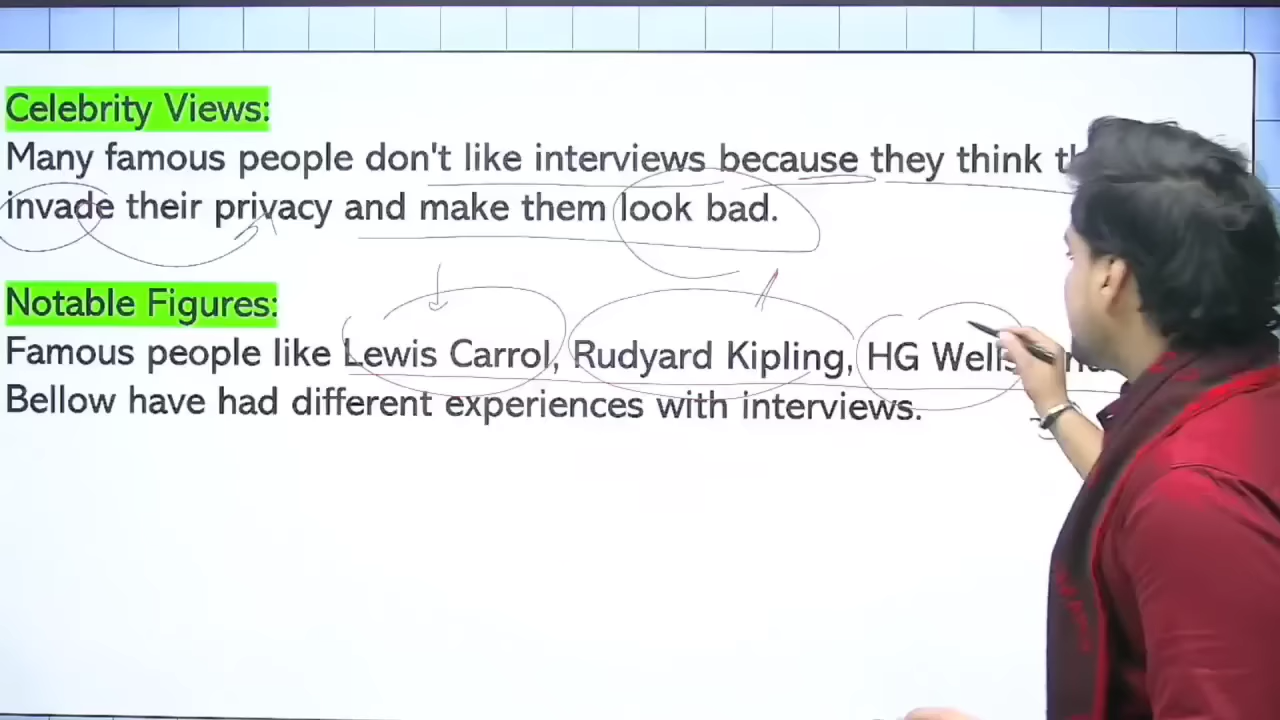 Celebrity Views:
Many famous people don't like interviews because they think
invade their privacy and make them look bad.
Notable Figures:
Famous people like Lewis Carrol, Rudyard Kipling, HG Wells
Bellow have had different experiences with interviews.